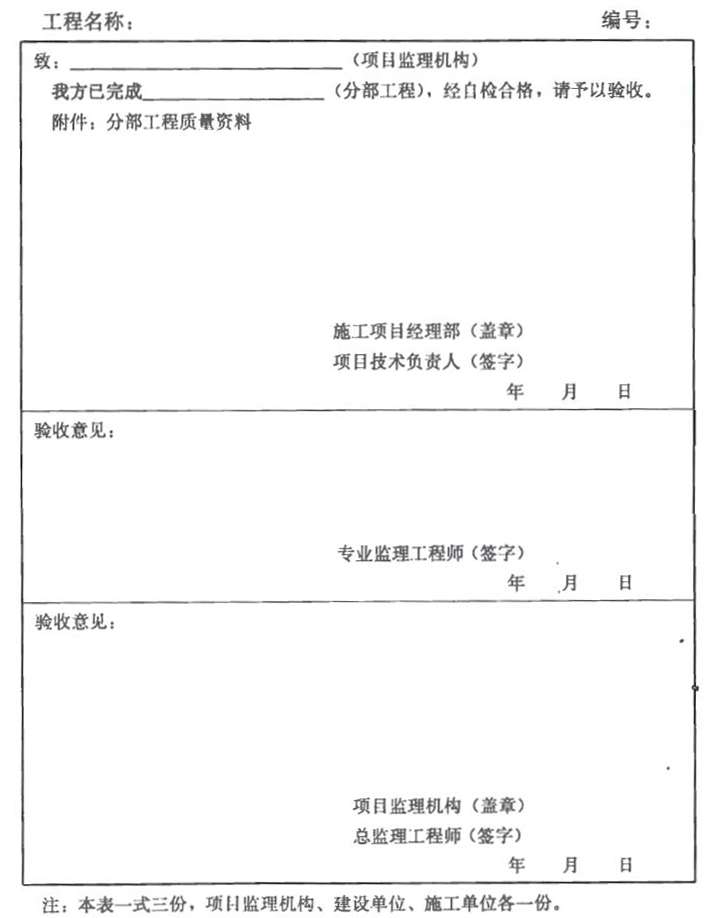 工程名称： 编号：
致：（项目监理机构）
我方已完成（分部工程），经自检合格，请予以验收。
附件：分部工程质量资料
施工项目经理部（盖章）
项目技术负责人（签字）
年 月 日
验收意见：
专业监理工程师（签字）
年 月 日
验收意见：
项目监理机构（盖章）
总监理工程师（签字）
年 月 日
注：本表一式三份，项目监理机构、建设单位、施工单位各一份。